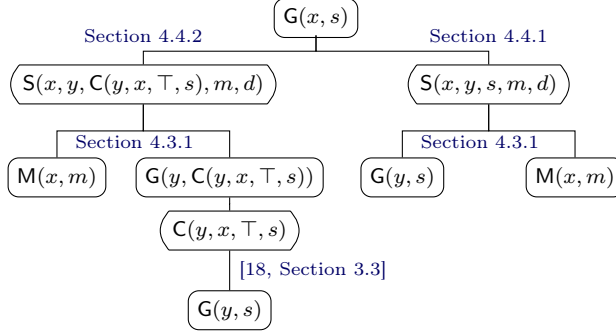 G(x, s)
Section 4.4.2
Section 4.4.1
S(x, y, C(y, x, ⊤, s), m, d)
S(x, y, s, m, d)
Section 4.3.1
Section 4.3.1
M(x, m)
G(y, C(y, x, ⊤, s))
G(y, s)
M(x, m)
C(y, x, ⊤, s)
[18, Section 3.3]
G(y, s)